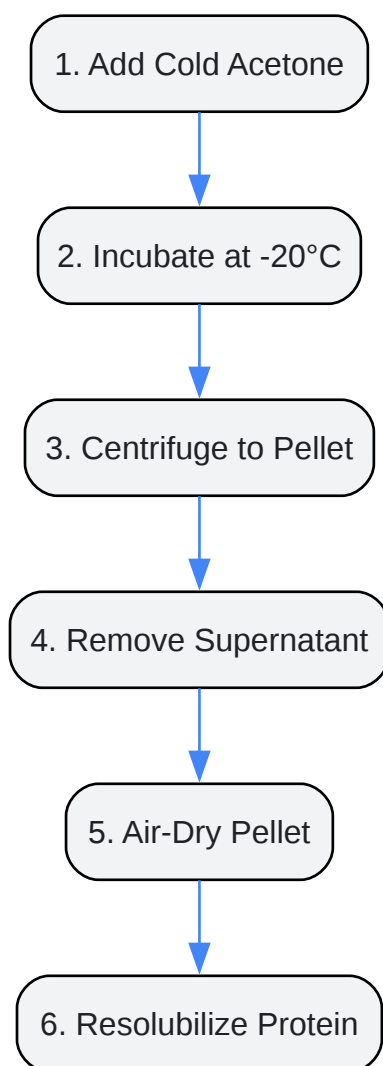 1. Add Cold Acetone
2. Incubate at -20°C
3. Centrifuge to Pellet
4. Remove Supernatant
5. Air-Dry Pellet
6. Resolubilize Protein